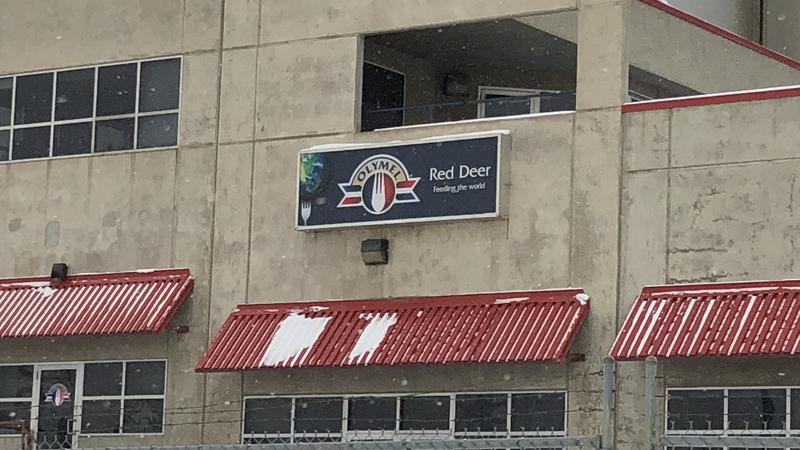 OLYMEL
Red Deer
Feeding the world